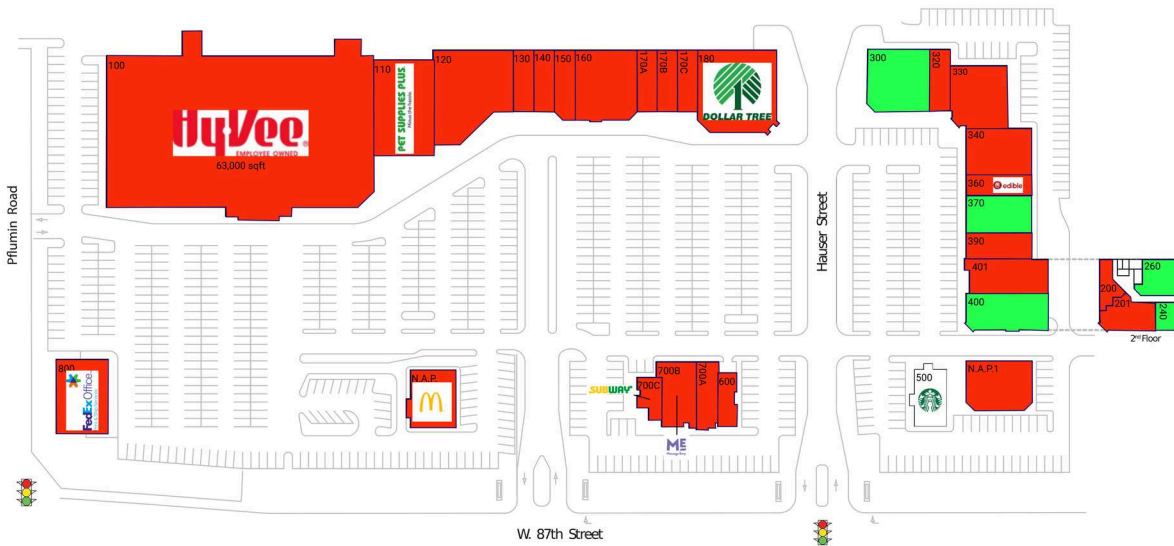 100
HyVee
EMPLOYEE OWNED
63,000 sqft
110
PET SUPPLIES PLUS
120
130
140
150
160
170A
170B
170C
180
DOLLAR TREE
300
320
330
340
360
edible
370
390
401
400
200
201
260
240
2nd Floor
Pflumin Road
Hauser Street
800
FedEx Office
N.A.P.
SUBWAY
700C
700B
700A
600
ME
Massage Envy
500
N.A.P.1
W. 87th Street